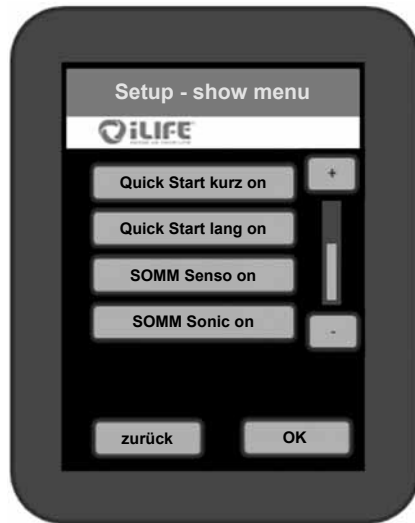 Setup - show menu
iLIFE
Quick Start kurz on
+
Quick Start lang on
SOMM Senso on
SOMM Sonic on
-
zurück
OK